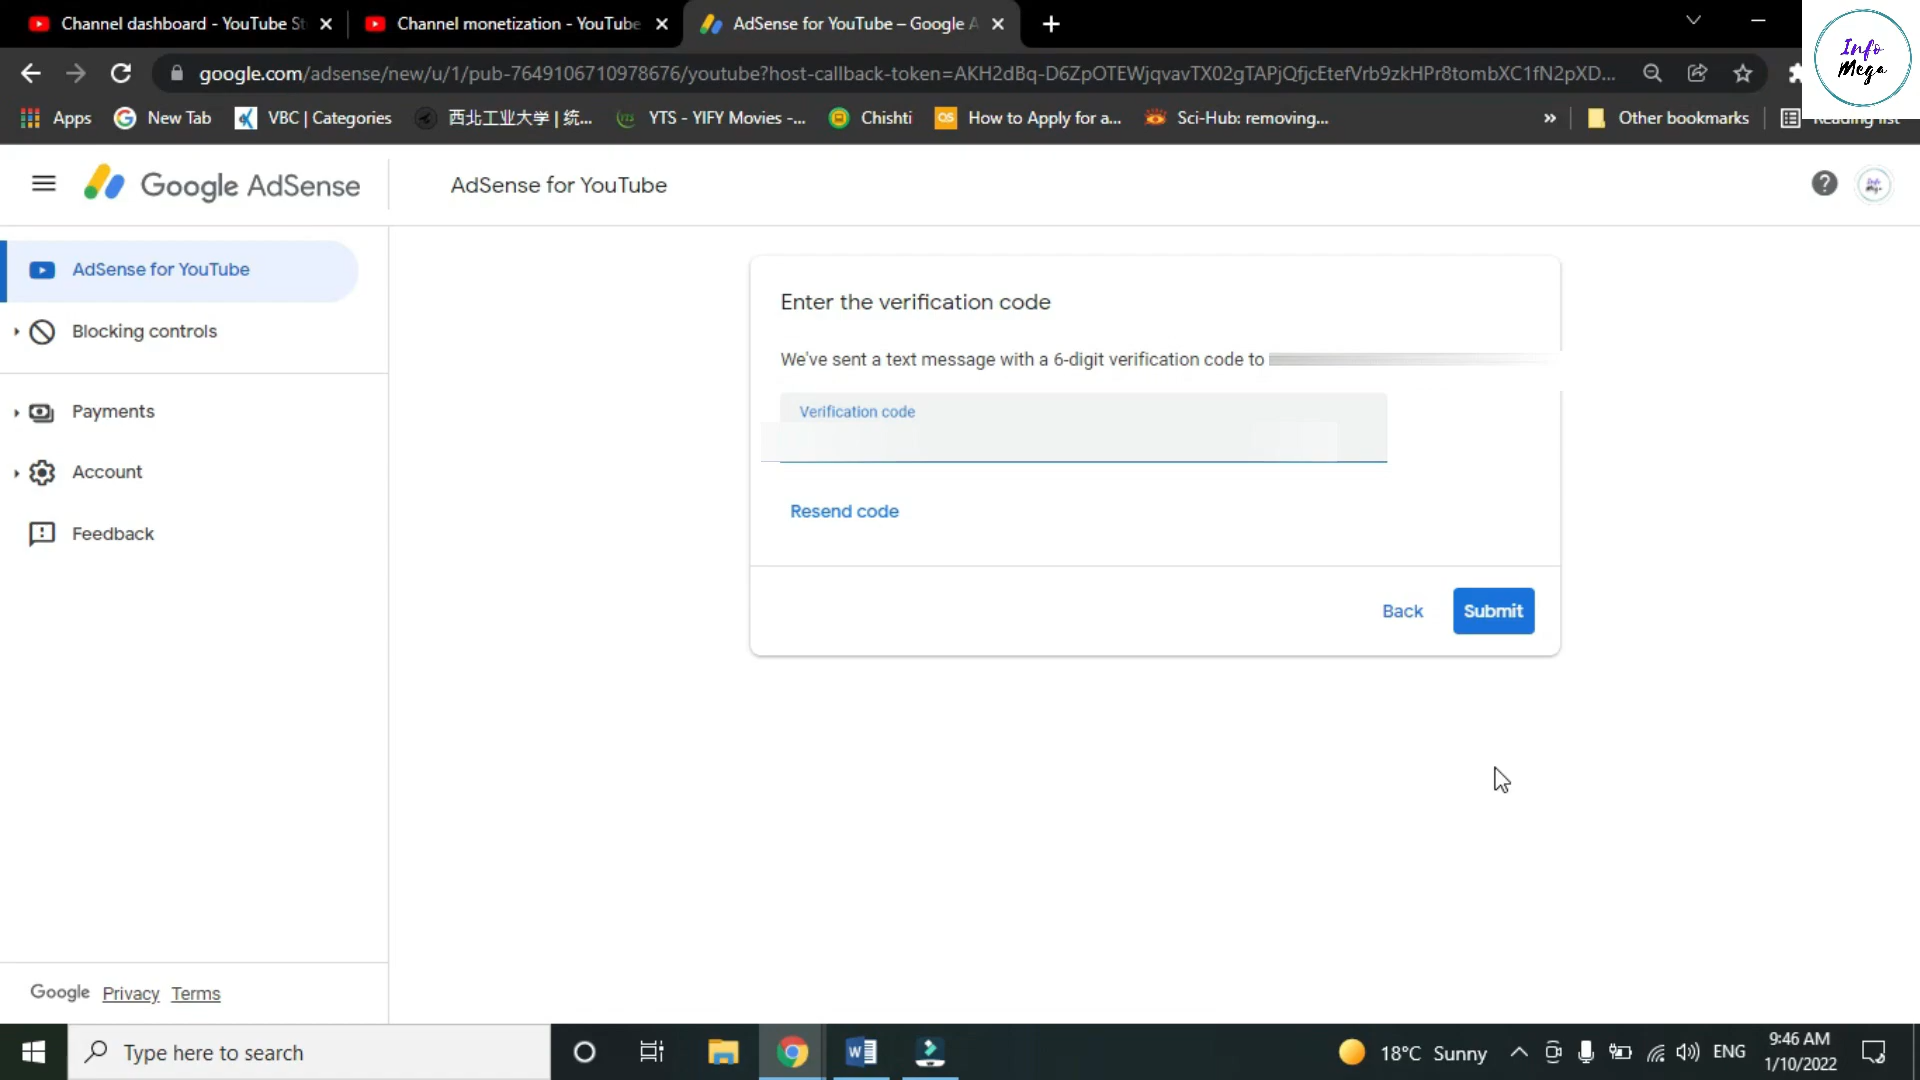 Channel dashboard - YouTube St
Channel monetization - YouTube
AdSense for YouTube – Google A
Info
Mega
google.com/adsense/new/u/1/pub-7649106710978676/youtube?host-callback-token=AKH2dBq-D6ZpOTEWjqvavTX02gTAPjQfjcEtefVrb9zkHPr8tombXC1fN2pXD...
Apps
New Tab
VBC | Categories
西北工业大学 | 统...
YTS - YIFY Movies -...
Chishti
How to Apply for a...
Sci-Hub: removing...
»
Other bookmarks
Reading list
Google AdSense
AdSense for YouTube
AdSense for YouTube
Blocking controls
Payments
Account
Feedback
Enter the verification code
We've sent a text message with a 6-digit verification code to
Verification code
Resend code
Back
Submit
Google Privacy Terms
Type here to search
18°C Sunny
ENG
9:46 AM
1/10/2022